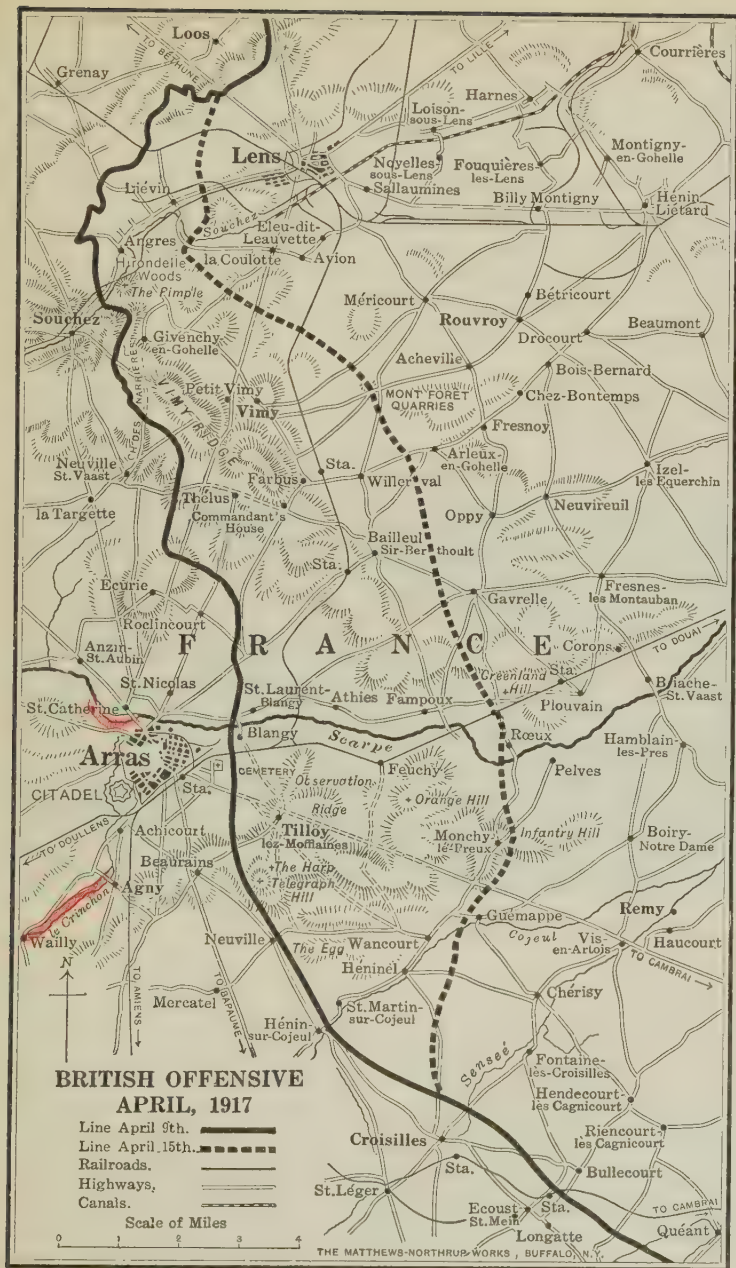 Loos
TO BETHUNE
Grenay
TO LILLE
Courrières
Harnes
Loison-
sous-Lens
Lens
Noyelles-
sous-Lens
Fouquières
les-Lens
Montigny-
en-Gohelle
Sallaumines
Liévin
Billy Montigny
Hénin
Liétard
Souchez
Eleu-dit-
Leauvette
Angres
la Coulotte
Avion
Hirondelle
Woods
The Pimple
Méricourt
Bétricourt
Souchez
Rouvroy
Givenchy
en-Gohelle
Drocourt
Beaumont
Acheville
Bois-Bernard
Petit Vimy
Vimy
VIMY RIDGE
MONT FORET
QUARRIES
Chez-Bontemps
Fresnoy
Neuville
St. Vaast
Sta.
Arleux-
en-Gohelle
Izel-
les Equerchin
Farbus
Willerval
Thélus
la Targette
Commandant's
House
Oppy
Neuvireuil
Bailleul
Sir-Berthoult
Sta.
Écurie
Gavrelle
Fresnes-
les Montauban
Roclincourt
FRANCE
Anzin-
St. Aubin
Corons
TO DOUAI
Greenland
Hill
Sta.
St. Nicolas
St. Laurent-
Blangy
Athies
Fampoux
Plouvain
Biache-
St. Vaast
St. Catherine
Blangy
Scarpe
Rœux
Arras
Hamblain-
les-Pres
CEMETERY
Feuchy
Pelves
Observation
Ridge
CITADEL
Sta.
Orange Hill
Achicourt
Tilloy
lez-Mofflaines
Monchy
le Preux
Infantry Hill
Boiry-
Notre Dame
TO DOULLENS
Beaurains
The Harp
Telegraph
Hill
Agny
le Crinchon
Guémappe
Remy
Wailly
Neuville
The Egg
Wancourt
Cojeul
Vis-
en-Artois
Haucourt
TO CAMBRAI
N
Héninel
TO AMIENS
TO BAPAUME
Mercatel
St. Martin-
sur-Cojeul
Chérisy
Hénin-
sur-Cojeul
Senseé
Fontaine-
lès-Croisilles
BRITISH OFFENSIVE
APRIL, 1917
Hendecourt-
lès Cagnicourt
Line April 9th.
Line April 15th.
Riencourt-
lès Cagnicourt
Railroads.
Croisilles
Highways.
Sta.
Bullecourt
Canals.
St. Léger
Scale of Miles
Ecoust
St. Mein
Sta.
TO CAMBRAI
Longatte
Quéant
0 1 2 3 4
THE MATTHEWS-NORTHRUP WORKS, BUFFALO, N.Y.